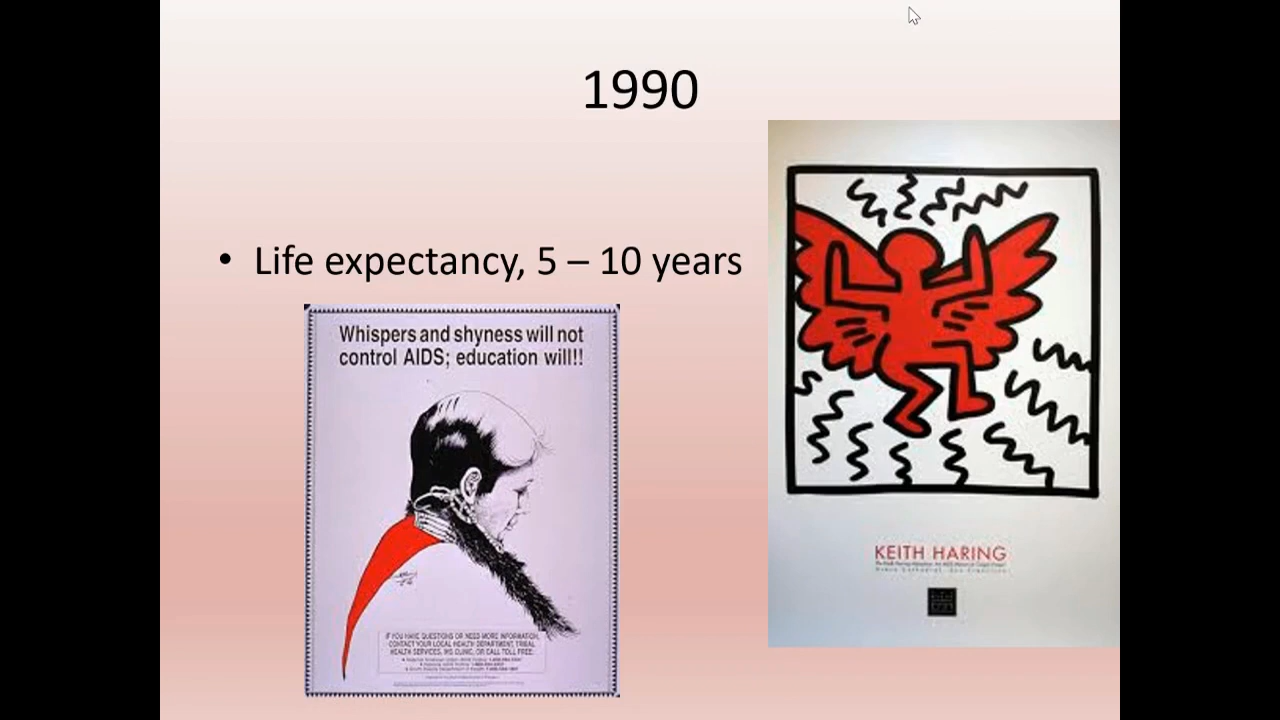 1990
• Life expectancy, 5 – 10 years
Whispers and shyness will not
control AIDS; education will!!
IF YOU HAVE QUESTIONS OR NEED MORE INFORMATION,
CONTACT YOUR LOCAL HEALTH DEPARTMENT, TRIBAL
HEALTH SERVICES, IHS CLINIC, OR CALL TOLL FREE:
KEITH HARING